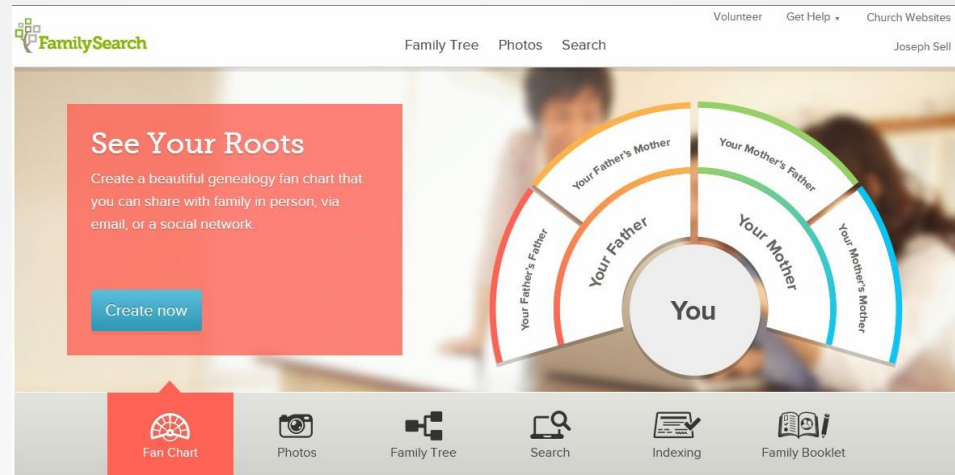 Volunteer Get Help Church Websites
FamilySearch
Family Tree Photos Search
Joseph Sell
See Your Roots
Create a beautiful genealogy fan chart that
you can share with family in person, via
email, or a social network.
Create now
Your Father's Father
Your Father's Mother
Your Mother's Father
Your Mother's Mother
Your Father
Your Mother
You
Fan Chart
Photos
Family Tree
Search
Indexing
Family Booklet